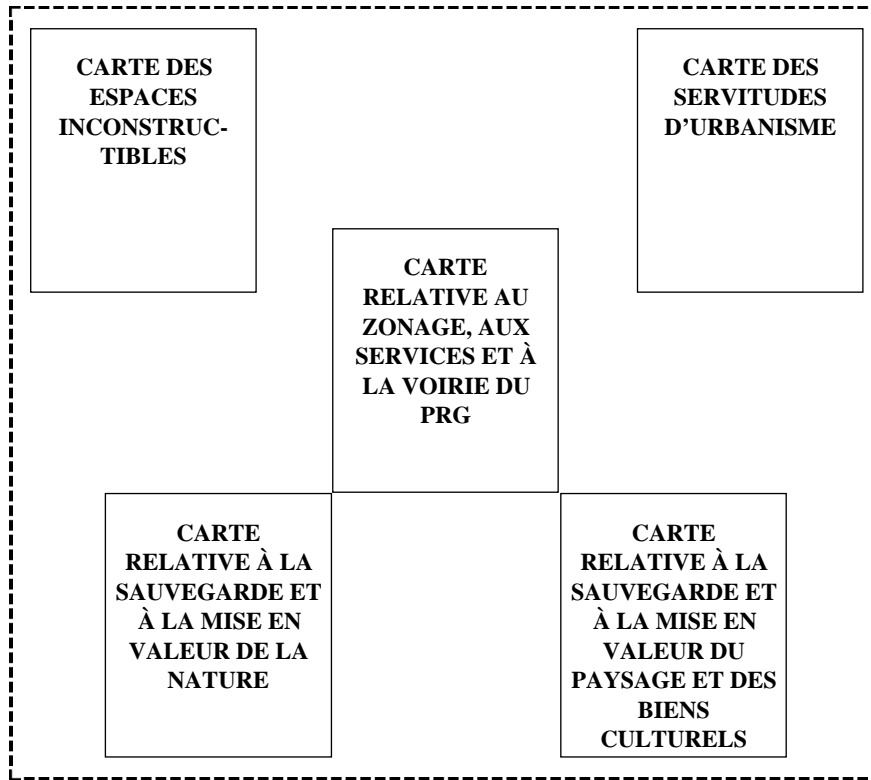 CARTE DES
ESPACES
INCONSTRUC-
TIBLES
CARTE DES
SERVITUDES
D'URBANISME
CARTE
RELATIVE AU
ZONAGE, AUX
SERVICES ET À
LA VOIRIE DU
PRG
CARTE
RELATIVE À LA
SAUVEGARDE ET
À LA MISE EN
VALEUR DE LA
NATURE
CARTE
RELATIVE À LA
SAUVEGARDE ET
À LA MISE EN
VALEUR DU
PAYSAGE ET DES
BIENS
CULTURELS